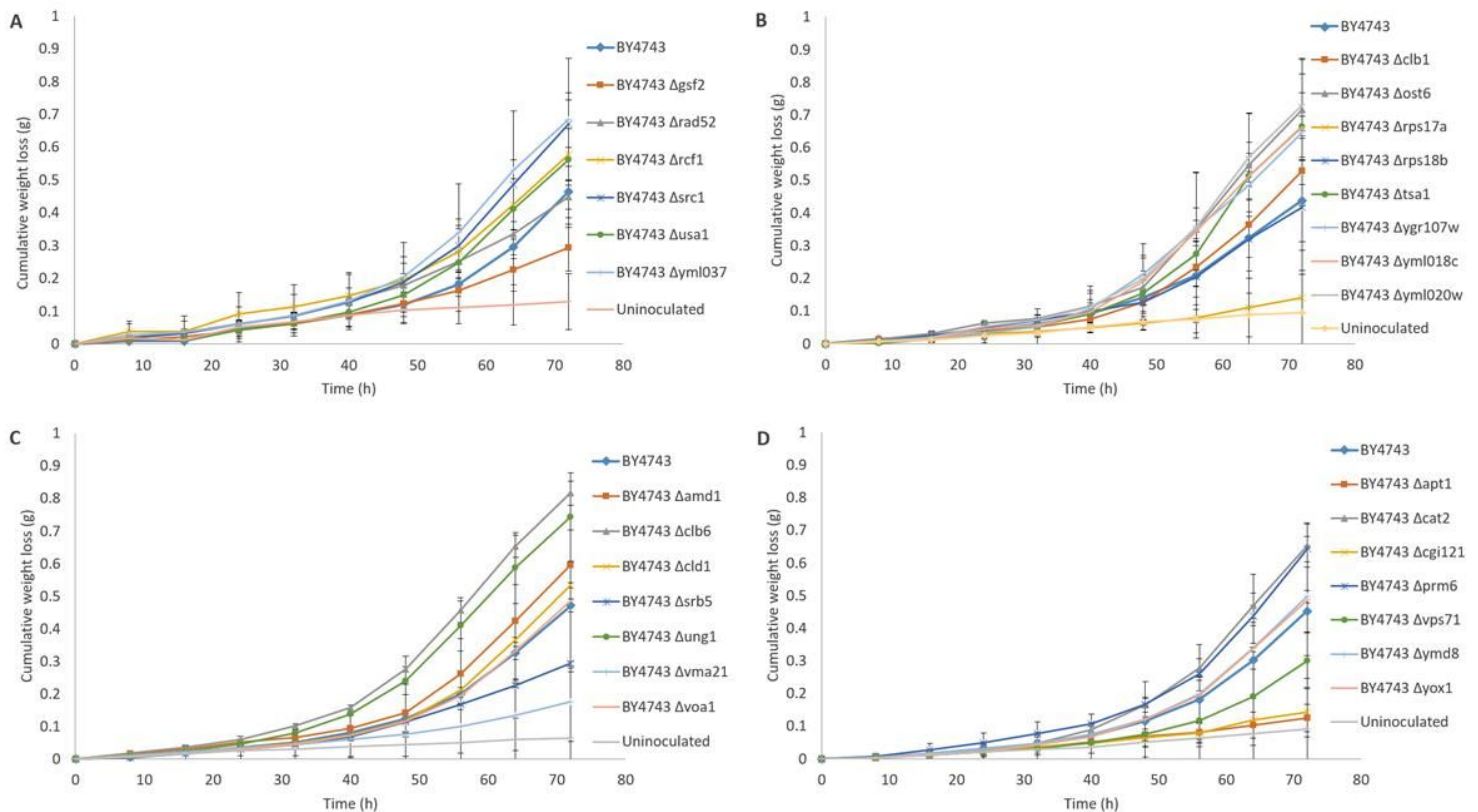 A
1
0.9
0.8
0.7
0.6
0.5
0.4
0.3
0.2
0.1
0
Cumulative weight loss (g)
0 10 20 30 40 50 60 70 80
Time (h)
BY4743
BY4743 Δgsf2
BY4743 Δrad52
BY4743 Δrcf1
BY4743 Δsrc1
BY4743 Δusa1
BY4743 Δyml037
Uninoculated
B
1
0.9
0.8
0.7
0.6
0.5
0.4
0.3
0.2
0.1
0
Cumulative weight loss (g)
0 10 20 30 40 50 60 70 80
Time (h)
BY4743
BY4743 Δclb1
BY4743 Δost6
BY4743 Δrps17a
BY4743 Δrps18b
BY4743 Δtsa1
BY4743 Δygr107w
BY4743 Δyml018c
BY4743 Δyml020w
Uninoculated
C
1
0.9
0.8
0.7
0.6
0.5
0.4
0.3
0.2
0.1
0
Cumulative weight loss (g)
0 10 20 30 40 50 60 70 80
Time (h)
BY4743
BY4743 Δamd1
BY4743 Δclb6
BY4743 Δcld1
BY4743 Δsrb5
BY4743 Δung1
BY4743 Δvma21
BY4743 Δvoa1
Uninoculated
D
1
0.9
0.8
0.7
0.6
0.5
0.4
0.3
0.2
0.1
0
Cumulative weight loss (g)
0 10 20 30 40 50 60 70 80
Time (h)
BY4743
BY4743 Δapt1
BY4743 Δcat2
BY4743 Δcgi121
BY4743 Δprm6
BY4743 Δvps71
BY4743 Δymd8
BY4743 Δyox1
Uninoculated